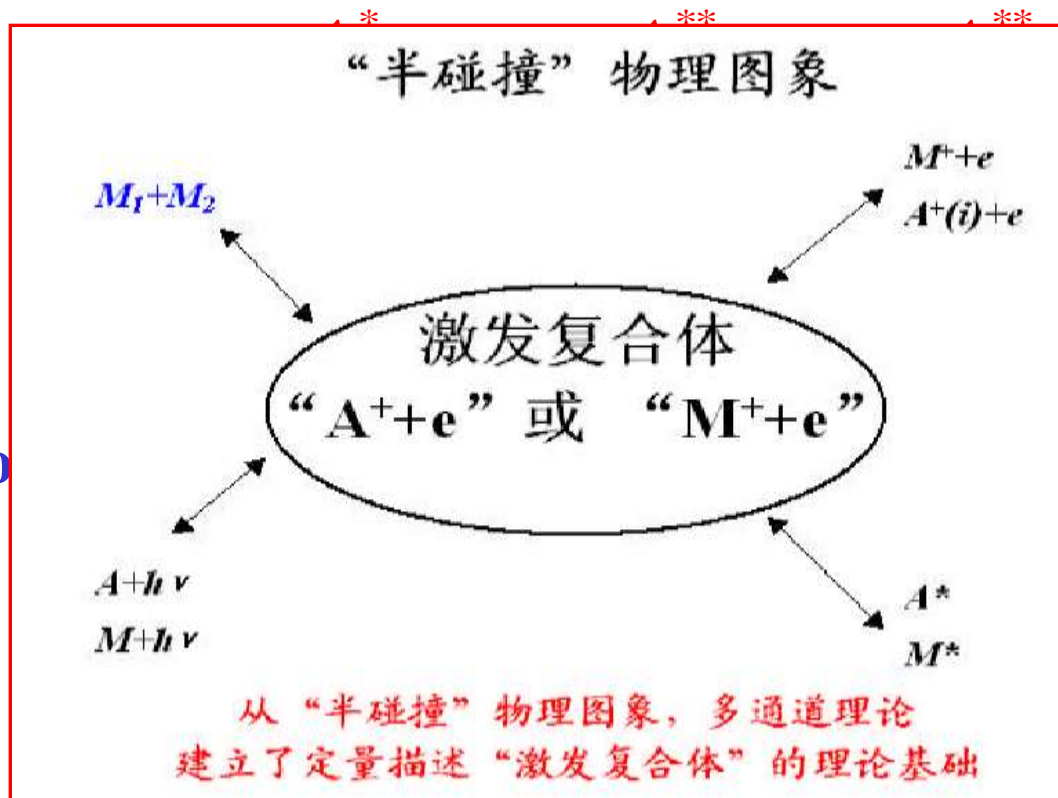 * ** **
“半碰撞”物理图象
M⁺+e
M₁+M₂
A⁺(i)+e
激发复合体
“A⁺+e”或 “M⁺+e”
A+hν
A*
M+hν
M*
从“半碰撞”物理图象，多通道理论
建立了定量描述“激发复合体”的理论基础